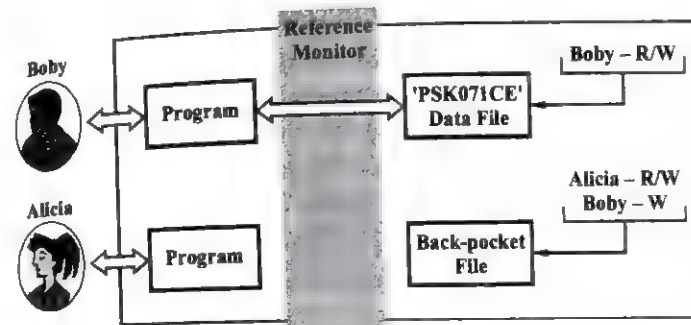 Reference
Monitor
Boby
Boby – R/W
Program
'PSK071CE'
Data File
Alicia
Alicia – R/W
Boby – W
Program
Back-pocket
File